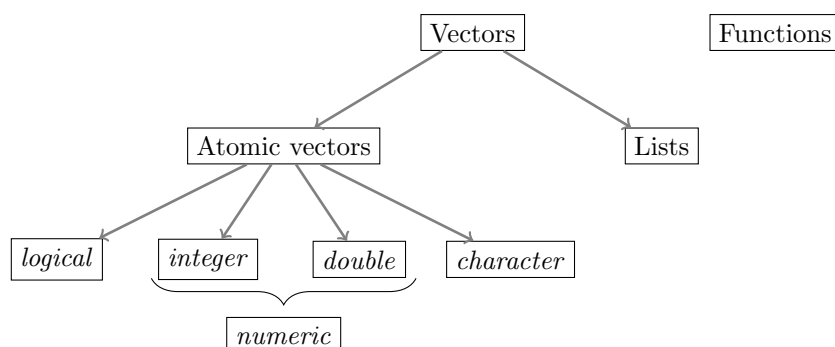 Vectors Functions
Atomic vectors Lists
logical integer double character
numeric